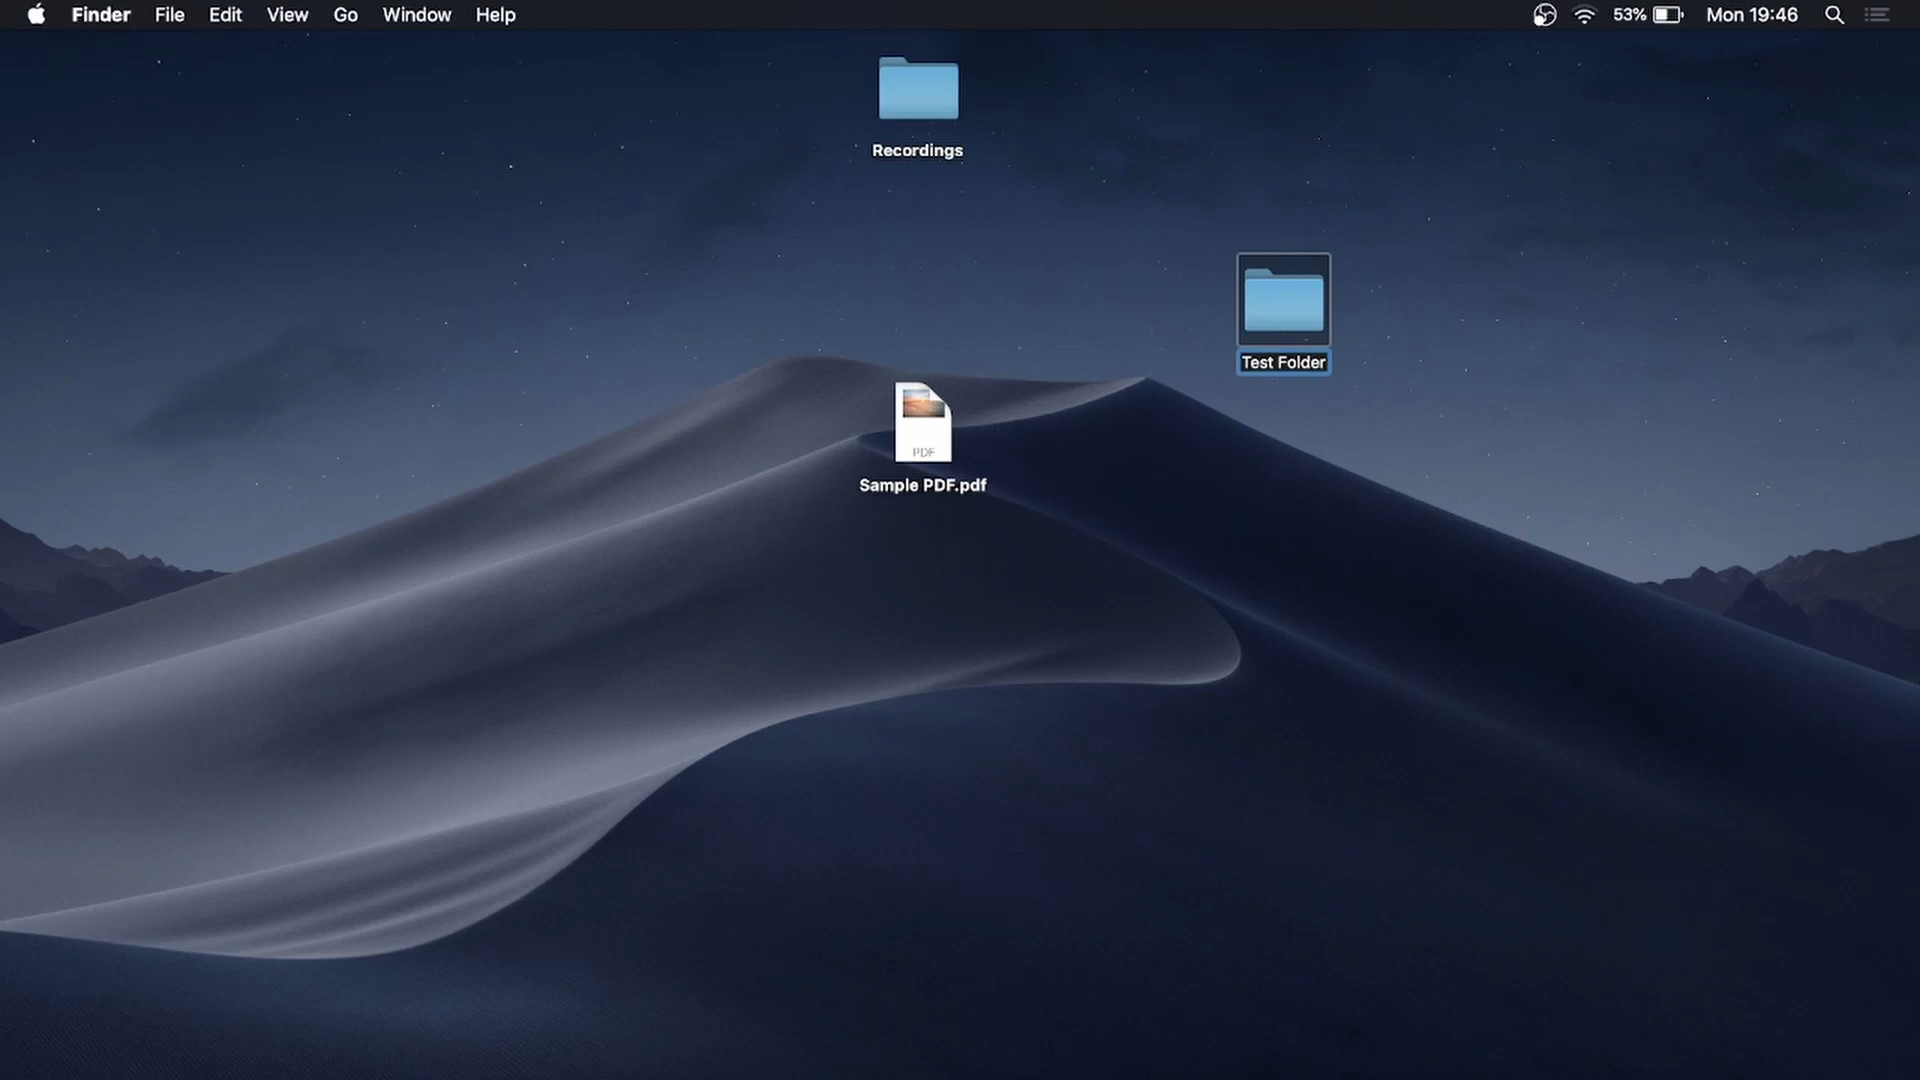 Finder File Edit View Go Window Help 53% Mon 19:46
Recordings
Test Folder
PDF
Sample PDF.pdf